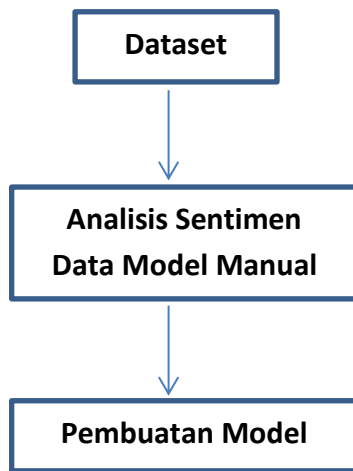 Dataset
Analisis Sentimen
Data Model Manual
Pembuatan Model